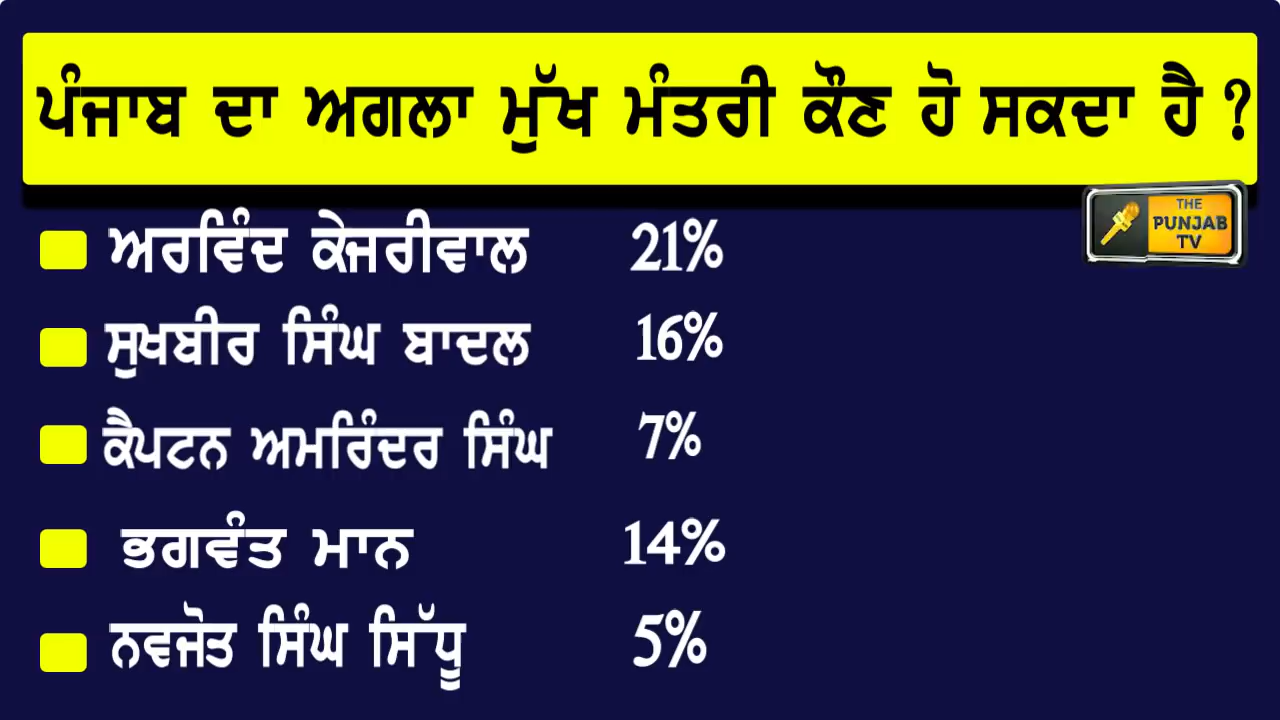 ਪੰਜਾਬ ਦਾ ਅਗਲਾ ਮੁੱਖ ਮੰਤਰੀ ਕੌਣ ਹੋ ਸਕਦਾ ਹੈ ?
THE
PUNJAB
TV
ਅਰਵਿੰਦ ਕੇਜਰੀਵਾਲ 21%
ਸੁਖਬੀਰ ਸਿੰਘ ਬਾਦਲ 16%
ਕੈਪਟਨ ਅਮਰਿੰਦਰ ਸਿੰਘ 7%
ਭਗਵੰਤ ਮਾਨ 14%
ਨਵਜੋਤ ਸਿੰਘ ਸਿੱਧੂ 5%